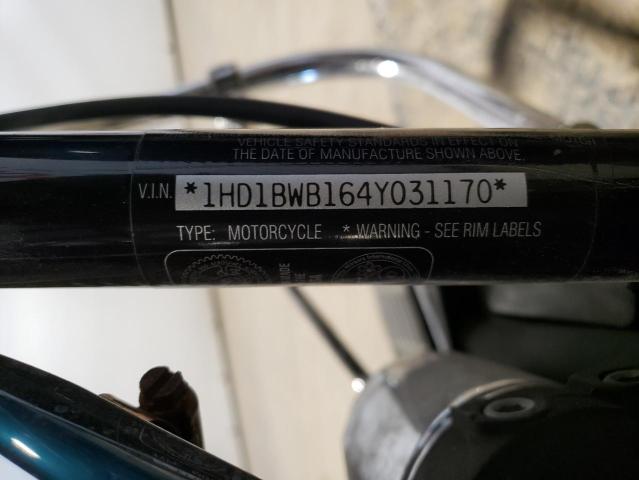 VEHICLE SAFETY STANDARDS IN EFFECT ON
THE DATE OF MANUFACTURE SHOWN ABOVE.
V.I.N. *1HD1BWB164Y031170*
TYPE: MOTORCYCLE * WARNING - SEE RIM LABELS